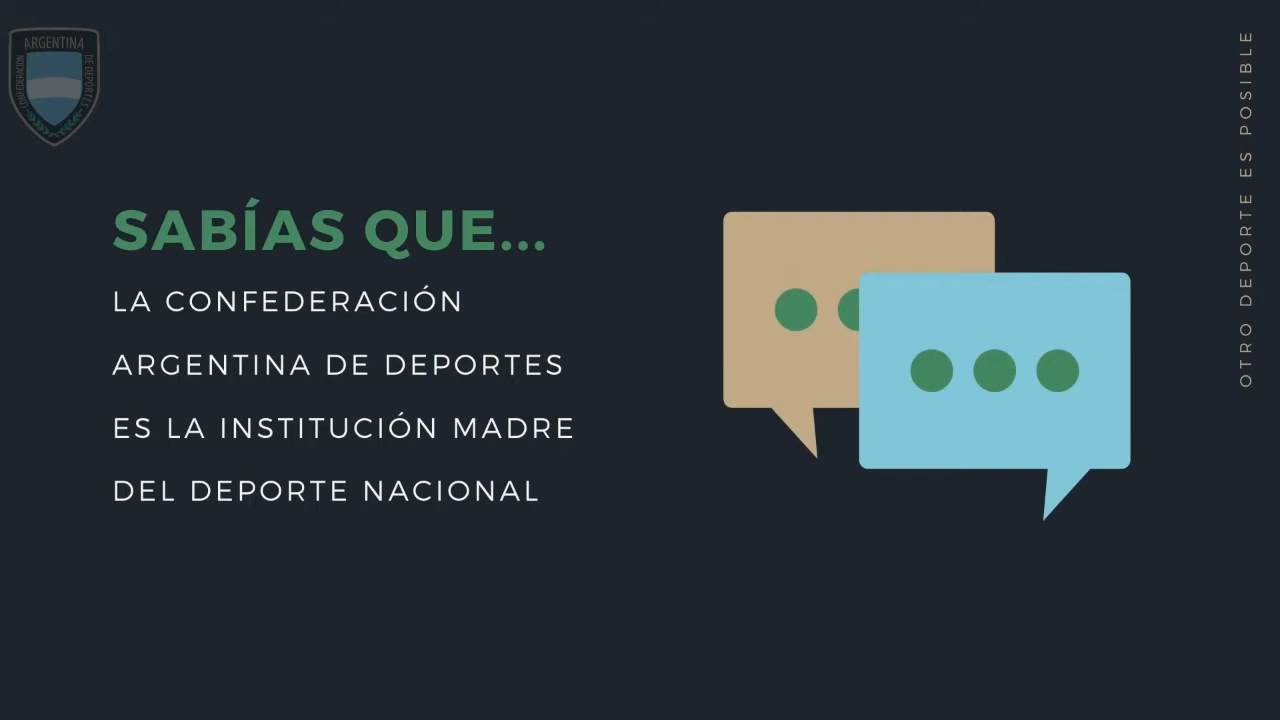 ARGENTINA
CONFEDERACIÓN
DE DEPORTES
SABÍAS QUE...
LA CONFEDERACIÓN
ARGENTINA DE DEPORTES
ES LA INSTITUCIÓN MADRE
DEL DEPORTE NACIONAL
OTRO DEPORTE ES POSIBLE